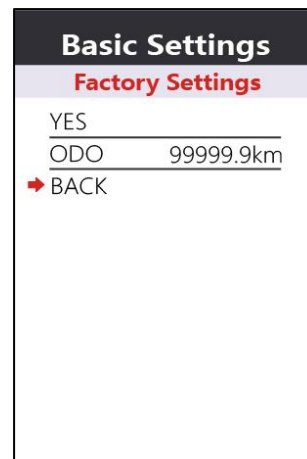 Basic Settings
Factory Settings
YES
ODO 99999.9km
BACK